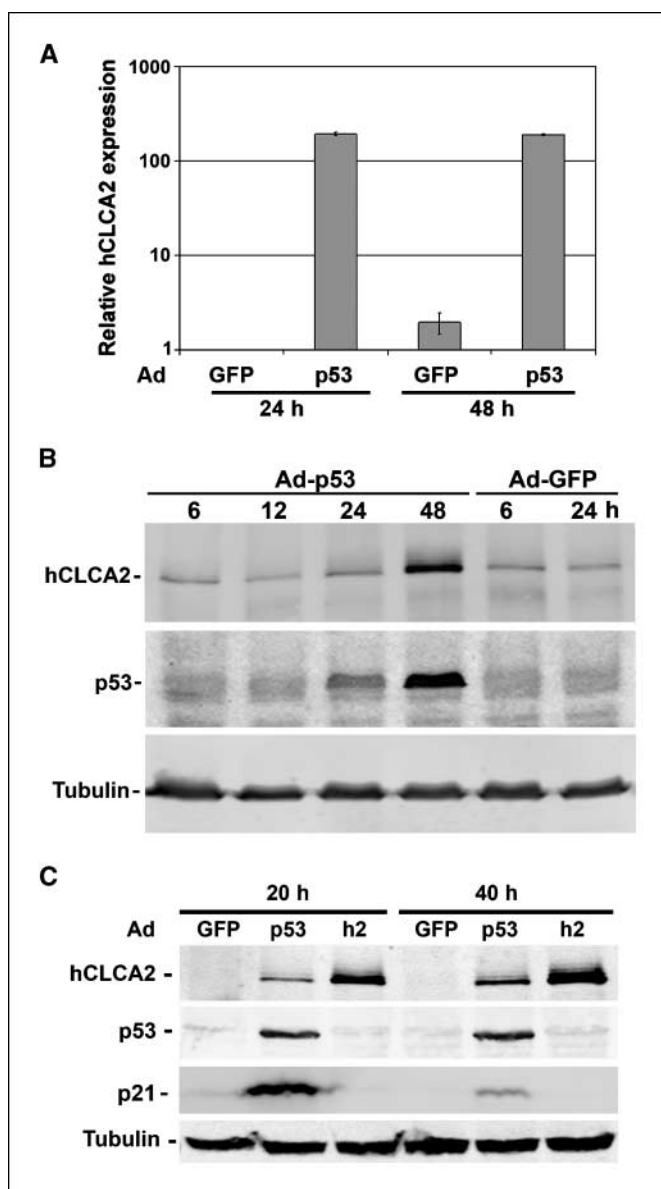 A
Relative hCLCA2 expression
1000
100
10
1
Ad GFP p53 GFP p53
24 h 48 h
B
Ad-p53 Ad-GFP
6 12 24 48 6 24 h
hCLCA2-
p53-
Tubulin-
C
20 h 40 h
Ad GFP p53 h2 GFP p53 h2
hCLCA2 -
p53 -
p21 -
Tubulin -